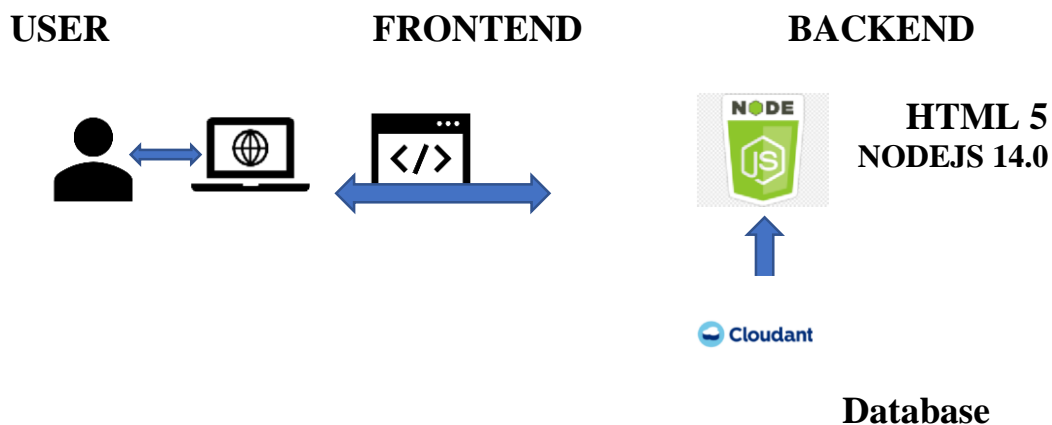 USER FRONTEND BACKEND
</>
NODE
JS
HTML 5
NODEJS 14.0
Cloudant
Database